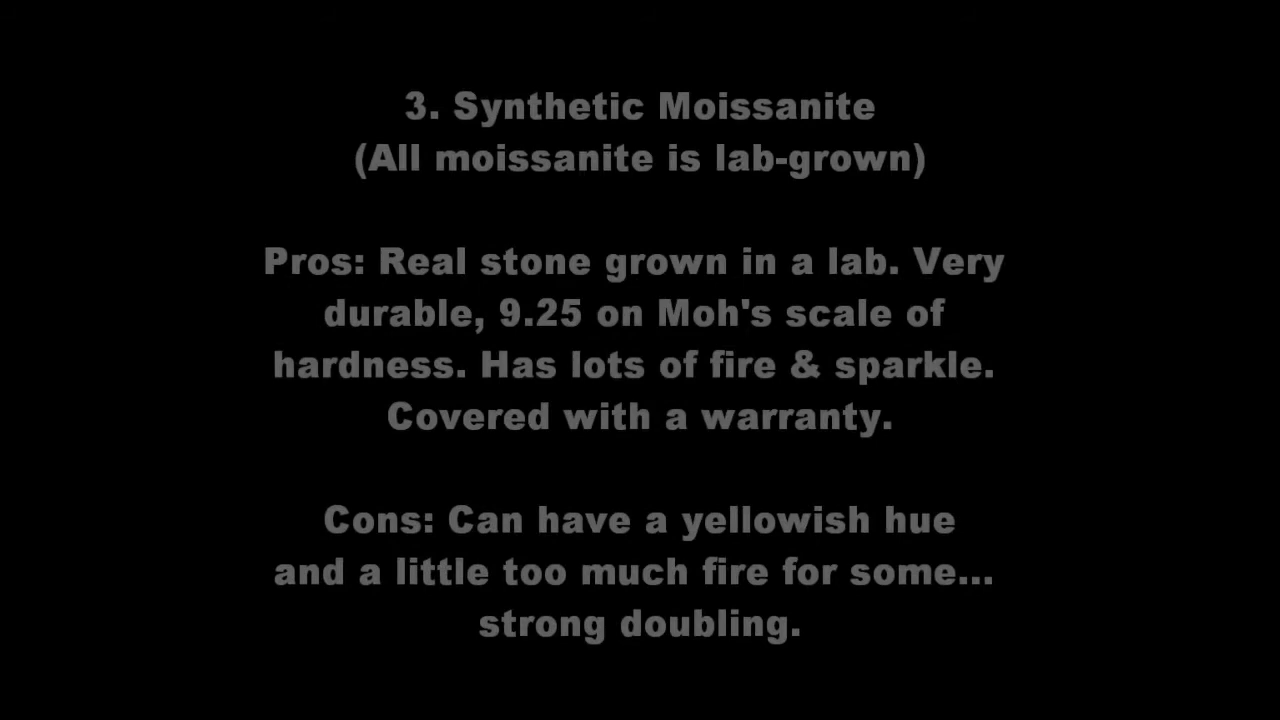 3. Synthetic Moissanite
(All moissanite is lab-grown)
Pros: Real stone grown in a lab. Very
durable, 9.25 on Moh's scale of
hardness. Has lots of fire & sparkle.
Covered with a warranty.
Cons: Can have a yellowish hue
and a little too much fire for some...
strong doubling.